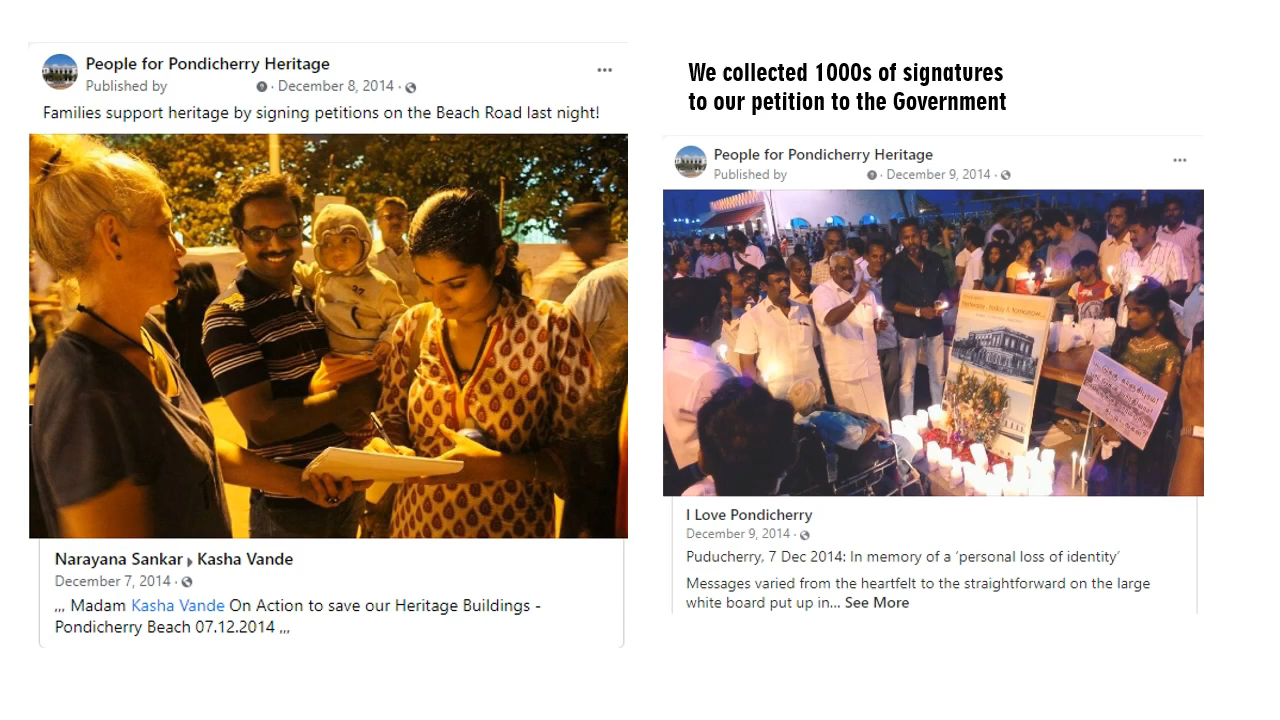 People for Pondicherry Heritage
Published by
December 8, 2014
Families support heritage by signing petitions on the Beach Road last night!
Narayana Sankar Kasha Vande
December 7, 2014
,,, Madam Kasha Vande On Action to save our Heritage Buildings -
Pondicherry Beach 07.12.2014 ,,,
We collected 1000s of signatures
to our petition to the Government
People for Pondicherry Heritage
Published by
December 9, 2014
I Love Pondicherry
December 9, 2014
Puducherry, 7 Dec 2014: In memory of a ‘personal loss of identity’
Messages varied from the heartfelt to the straightforward on the large
white board put up in... See More